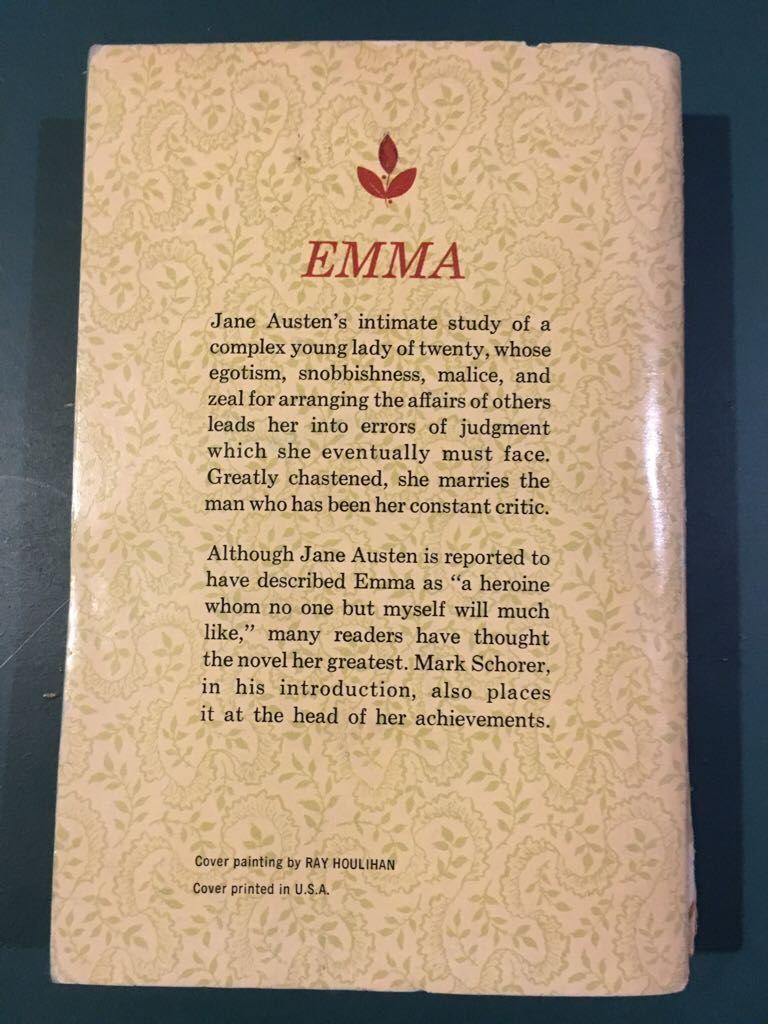 EMMA
Jane Austen’s intimate study of a
complex young lady of twenty, whose
egotism, snobbishness, malice, and
zeal for arranging the affairs of others
leads her into errors of judgment
which she eventually must face.
Greatly chastened, she marries the
man who has been her constant critic.
Although Jane Austen is reported to
have described Emma as “a heroine
whom no one but myself will much
like,” many readers have thought
the novel her greatest. Mark Schorer,
in his introduction, also places
it at the head of her achievements.
Cover painting by RAY HOULIHAN
Cover printed in U.S.A.